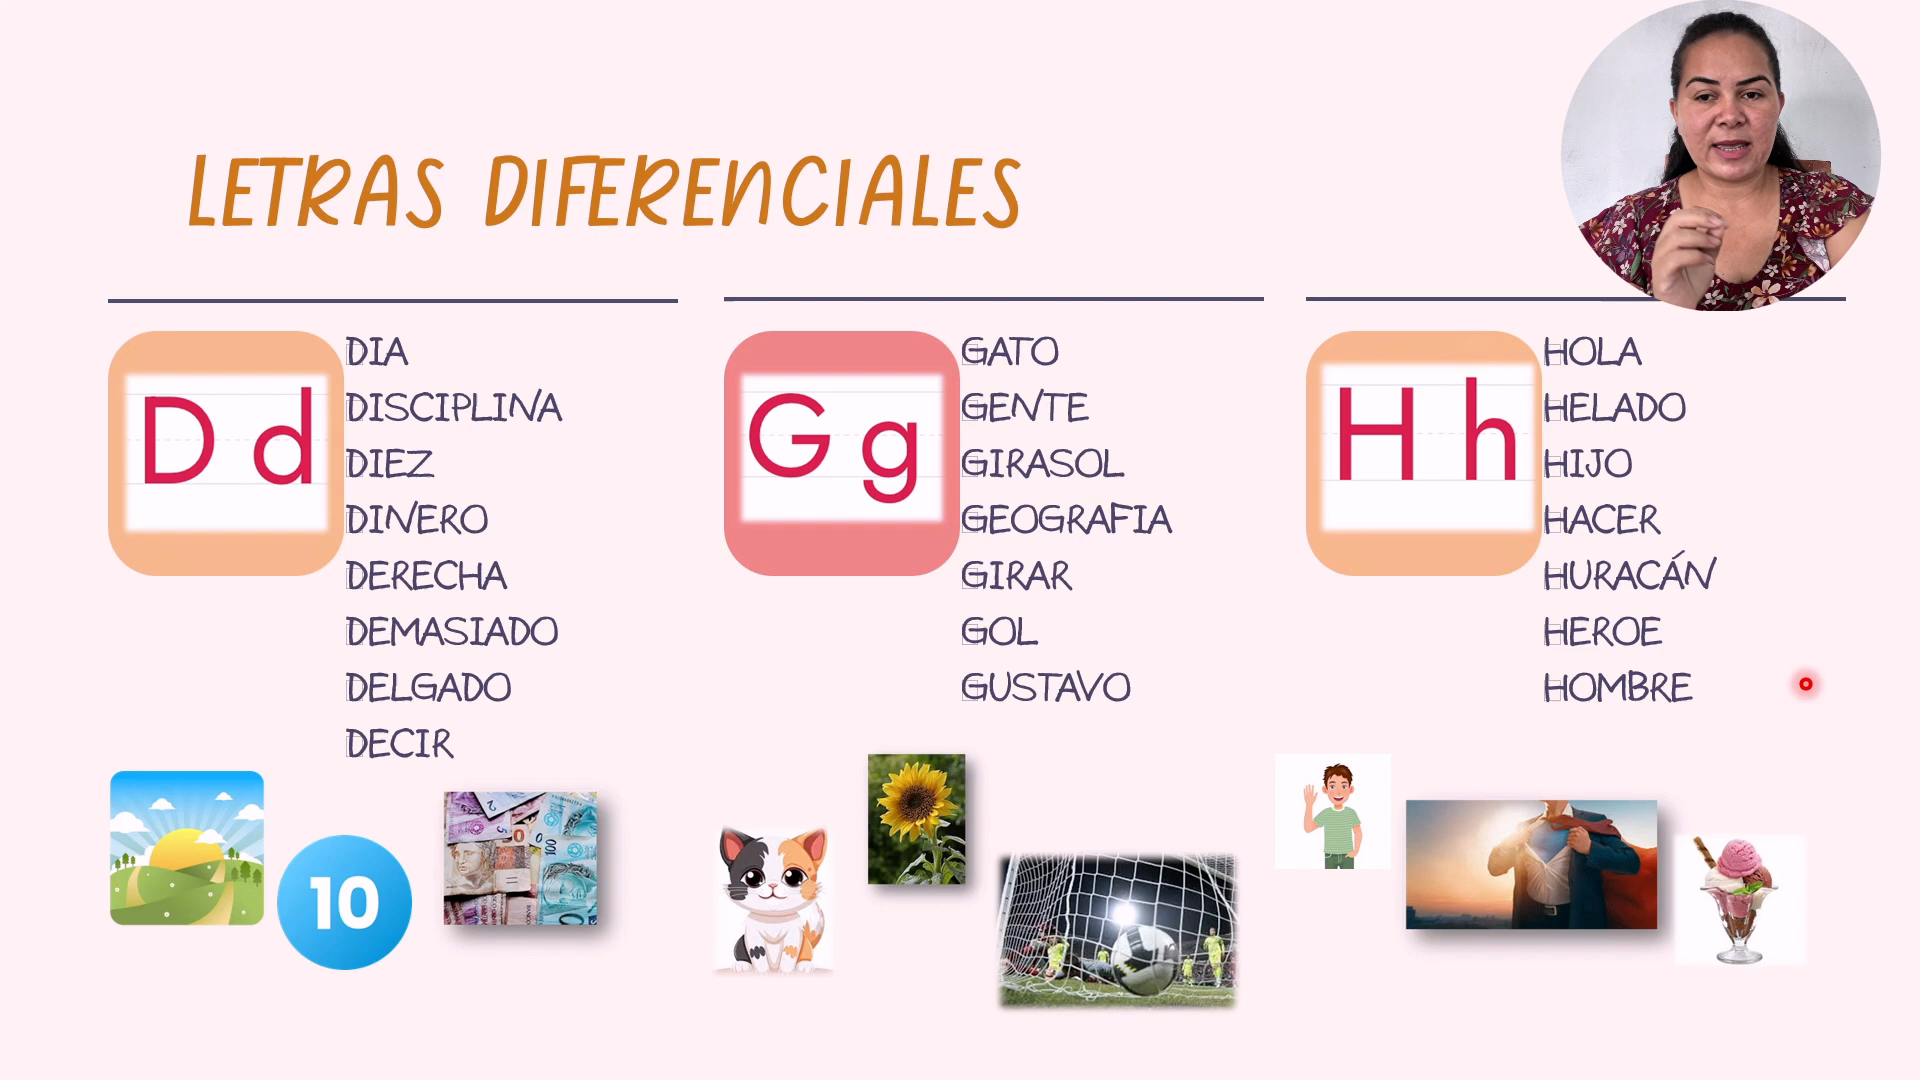 LETRAS DIFERENCIALES
D d
DIA
DISCIPLINA
DIEZ
DINERO
DERECHA
DEMASIADO
DELGADO
DECIR
G g
GATO
GENTE
GIRASOL
GEOGRAFIA
GIRAR
GOL
GUSTAVO
H h
HOLA
HELADO
HIJO
HACER
HURACÁN
HEROE
HOMBRE
10